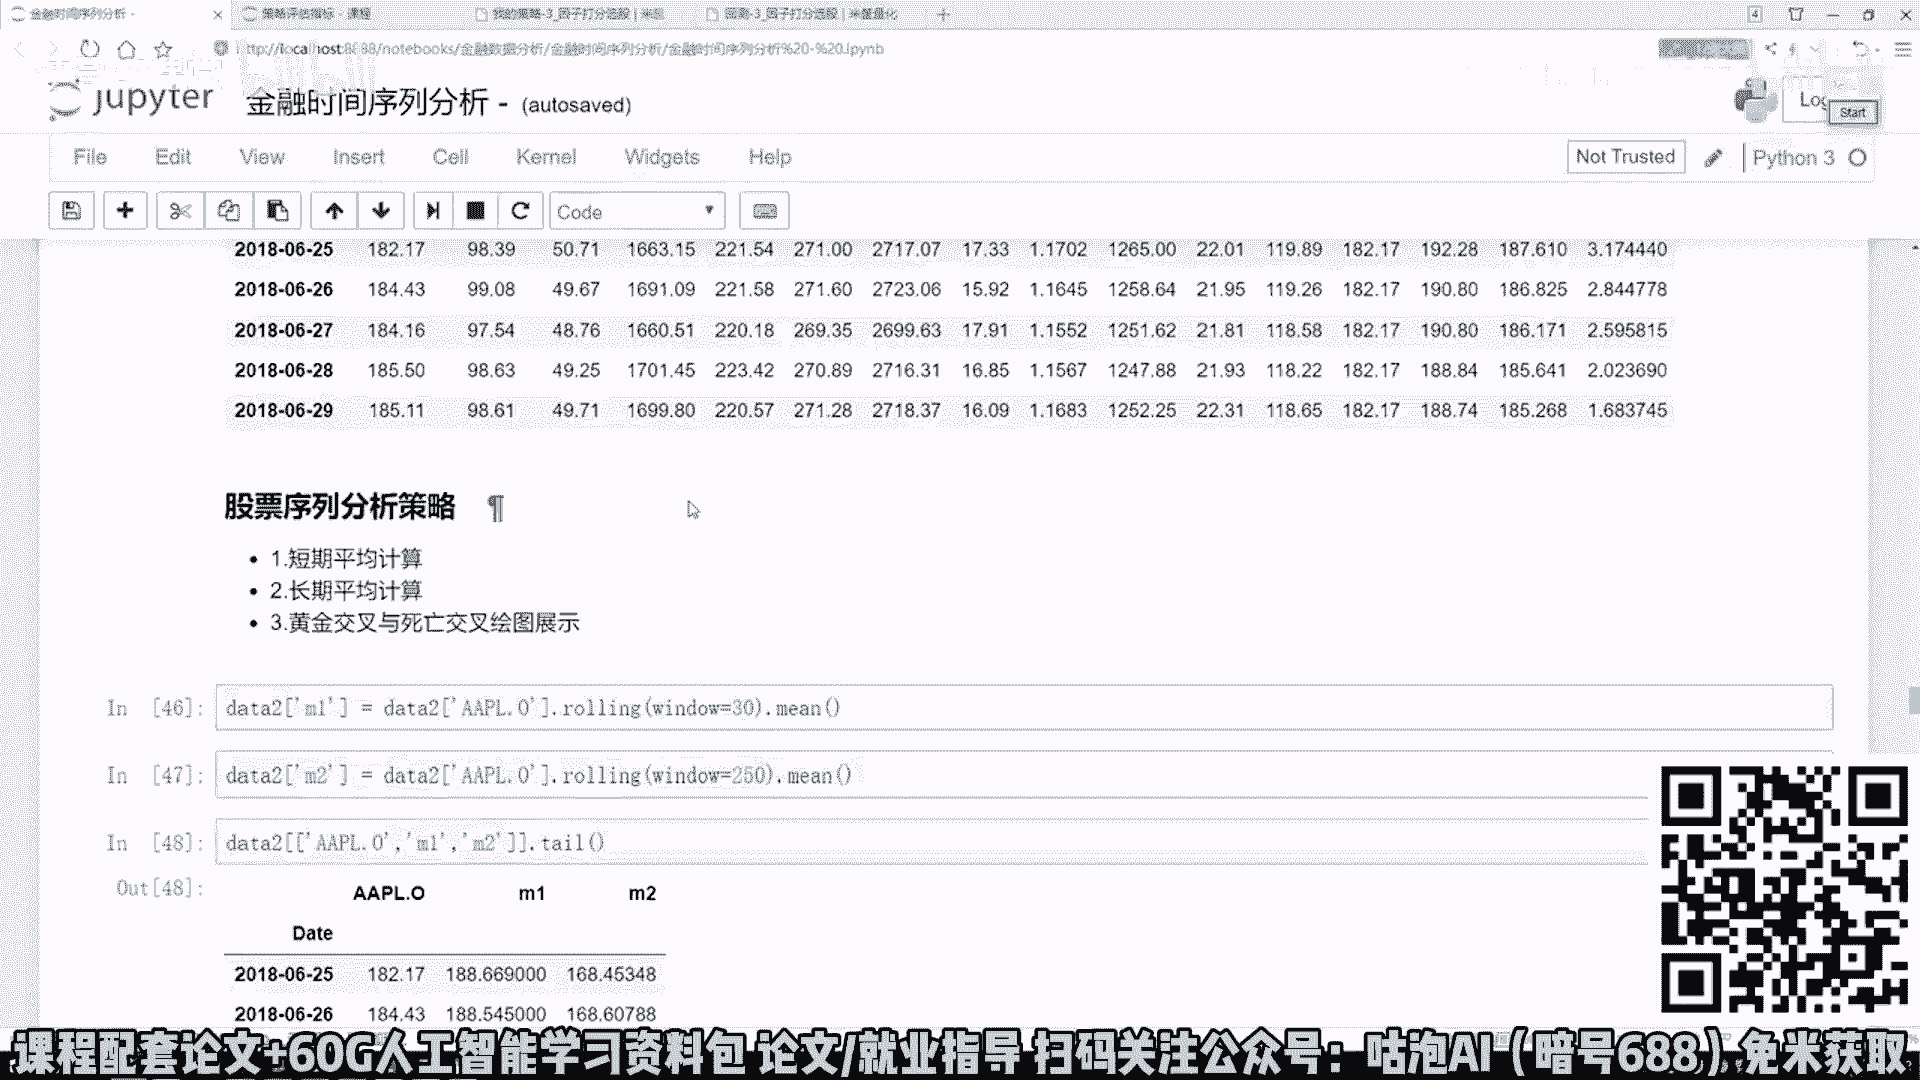 金融时间序列分析 -
策略评估指标 - 课程
我的策略-3_因子打分选股 | 米筐
回测-3_因子打分选股 | 米筐量化
4
http://localhost:8888/notebooks/金融数据分析/金融时间序列分析/金融时间序列分析%20-%20.ipynb
jupyter 金融时间序列分析 - (autosaved)
Start
File Edit View Insert Cell Kernel Widgets Help
Not Trusted
Python 3
Code
2018-06-25 182.17 98.39 50.71 1663.15 221.54 271.00 2717.07 17.33 1.1702 1265.00 22.01 119.89 182.17 192.28 187.610 3.174440
2018-06-26 184.43 99.08 49.67 1691.09 221.58 271.60 2723.06 15.92 1.1645 1258.64 21.95 119.26 182.17 190.80 186.825 2.844778
2018-06-27 184.16 97.54 48.76 1660.51 220.18 269.35 2699.63 17.91 1.1552 1251.62 21.81 118.58 182.17 190.80 186.171 2.595815
2018-06-28 185.50 98.63 49.25 1701.45 223.42 270.89 2716.31 16.85 1.1567 1247.88 21.93 118.22 182.17 188.84 185.641 2.023690
2018-06-29 185.11 98.61 49.71 1699.80 220.57 271.28 2718.37 16.09 1.1683 1252.25 22.31 118.65 182.17 188.74 185.268 1.683745
股票序列分析策略 ¶
• 1.短期平均计算
• 2.长期平均计算
• 3.黄金交叉与死亡交叉绘图展示
In [46]: data2['m1'] = data2['AAPL.O'].rolling(window=30).mean()
In [47]: data2['m2'] = data2['AAPL.O'].rolling(window=250).mean()
In [48]: data2[['AAPL.O','m1','m2']].tail()
Out[48]:
AAPL.O m1 m2
Date
2018-06-25 182.17 188.669000 168.45348
2018-06-26 184.43 188.545000 168.60788
课程配套论文+60G人工智能学习资料包 论文/就业指导 扫码关注公众号：咕泡AI（暗号688）免米获取